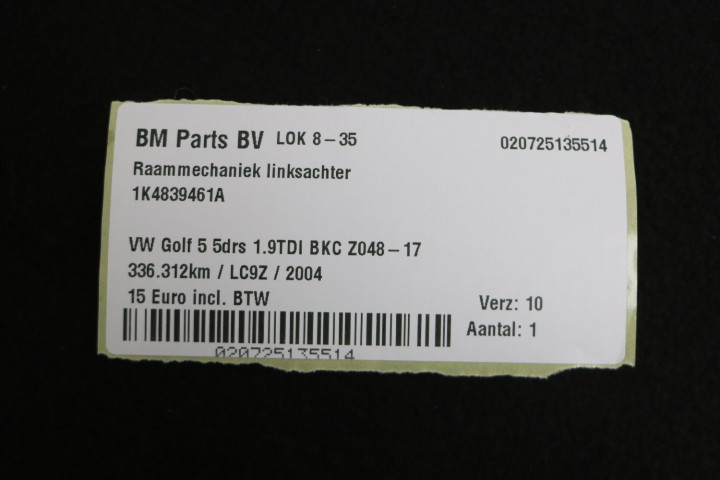 BM Parts BV LOK 8-35 020725135514
Raammechaniek linksachter
1K4839461A
VW Golf 5 5drs 1.9TDI BKC Z048-17
336.312km / LC9Z / 2004
15 Euro incl. BTW Verz: 10
Aantal: 1
020725135514